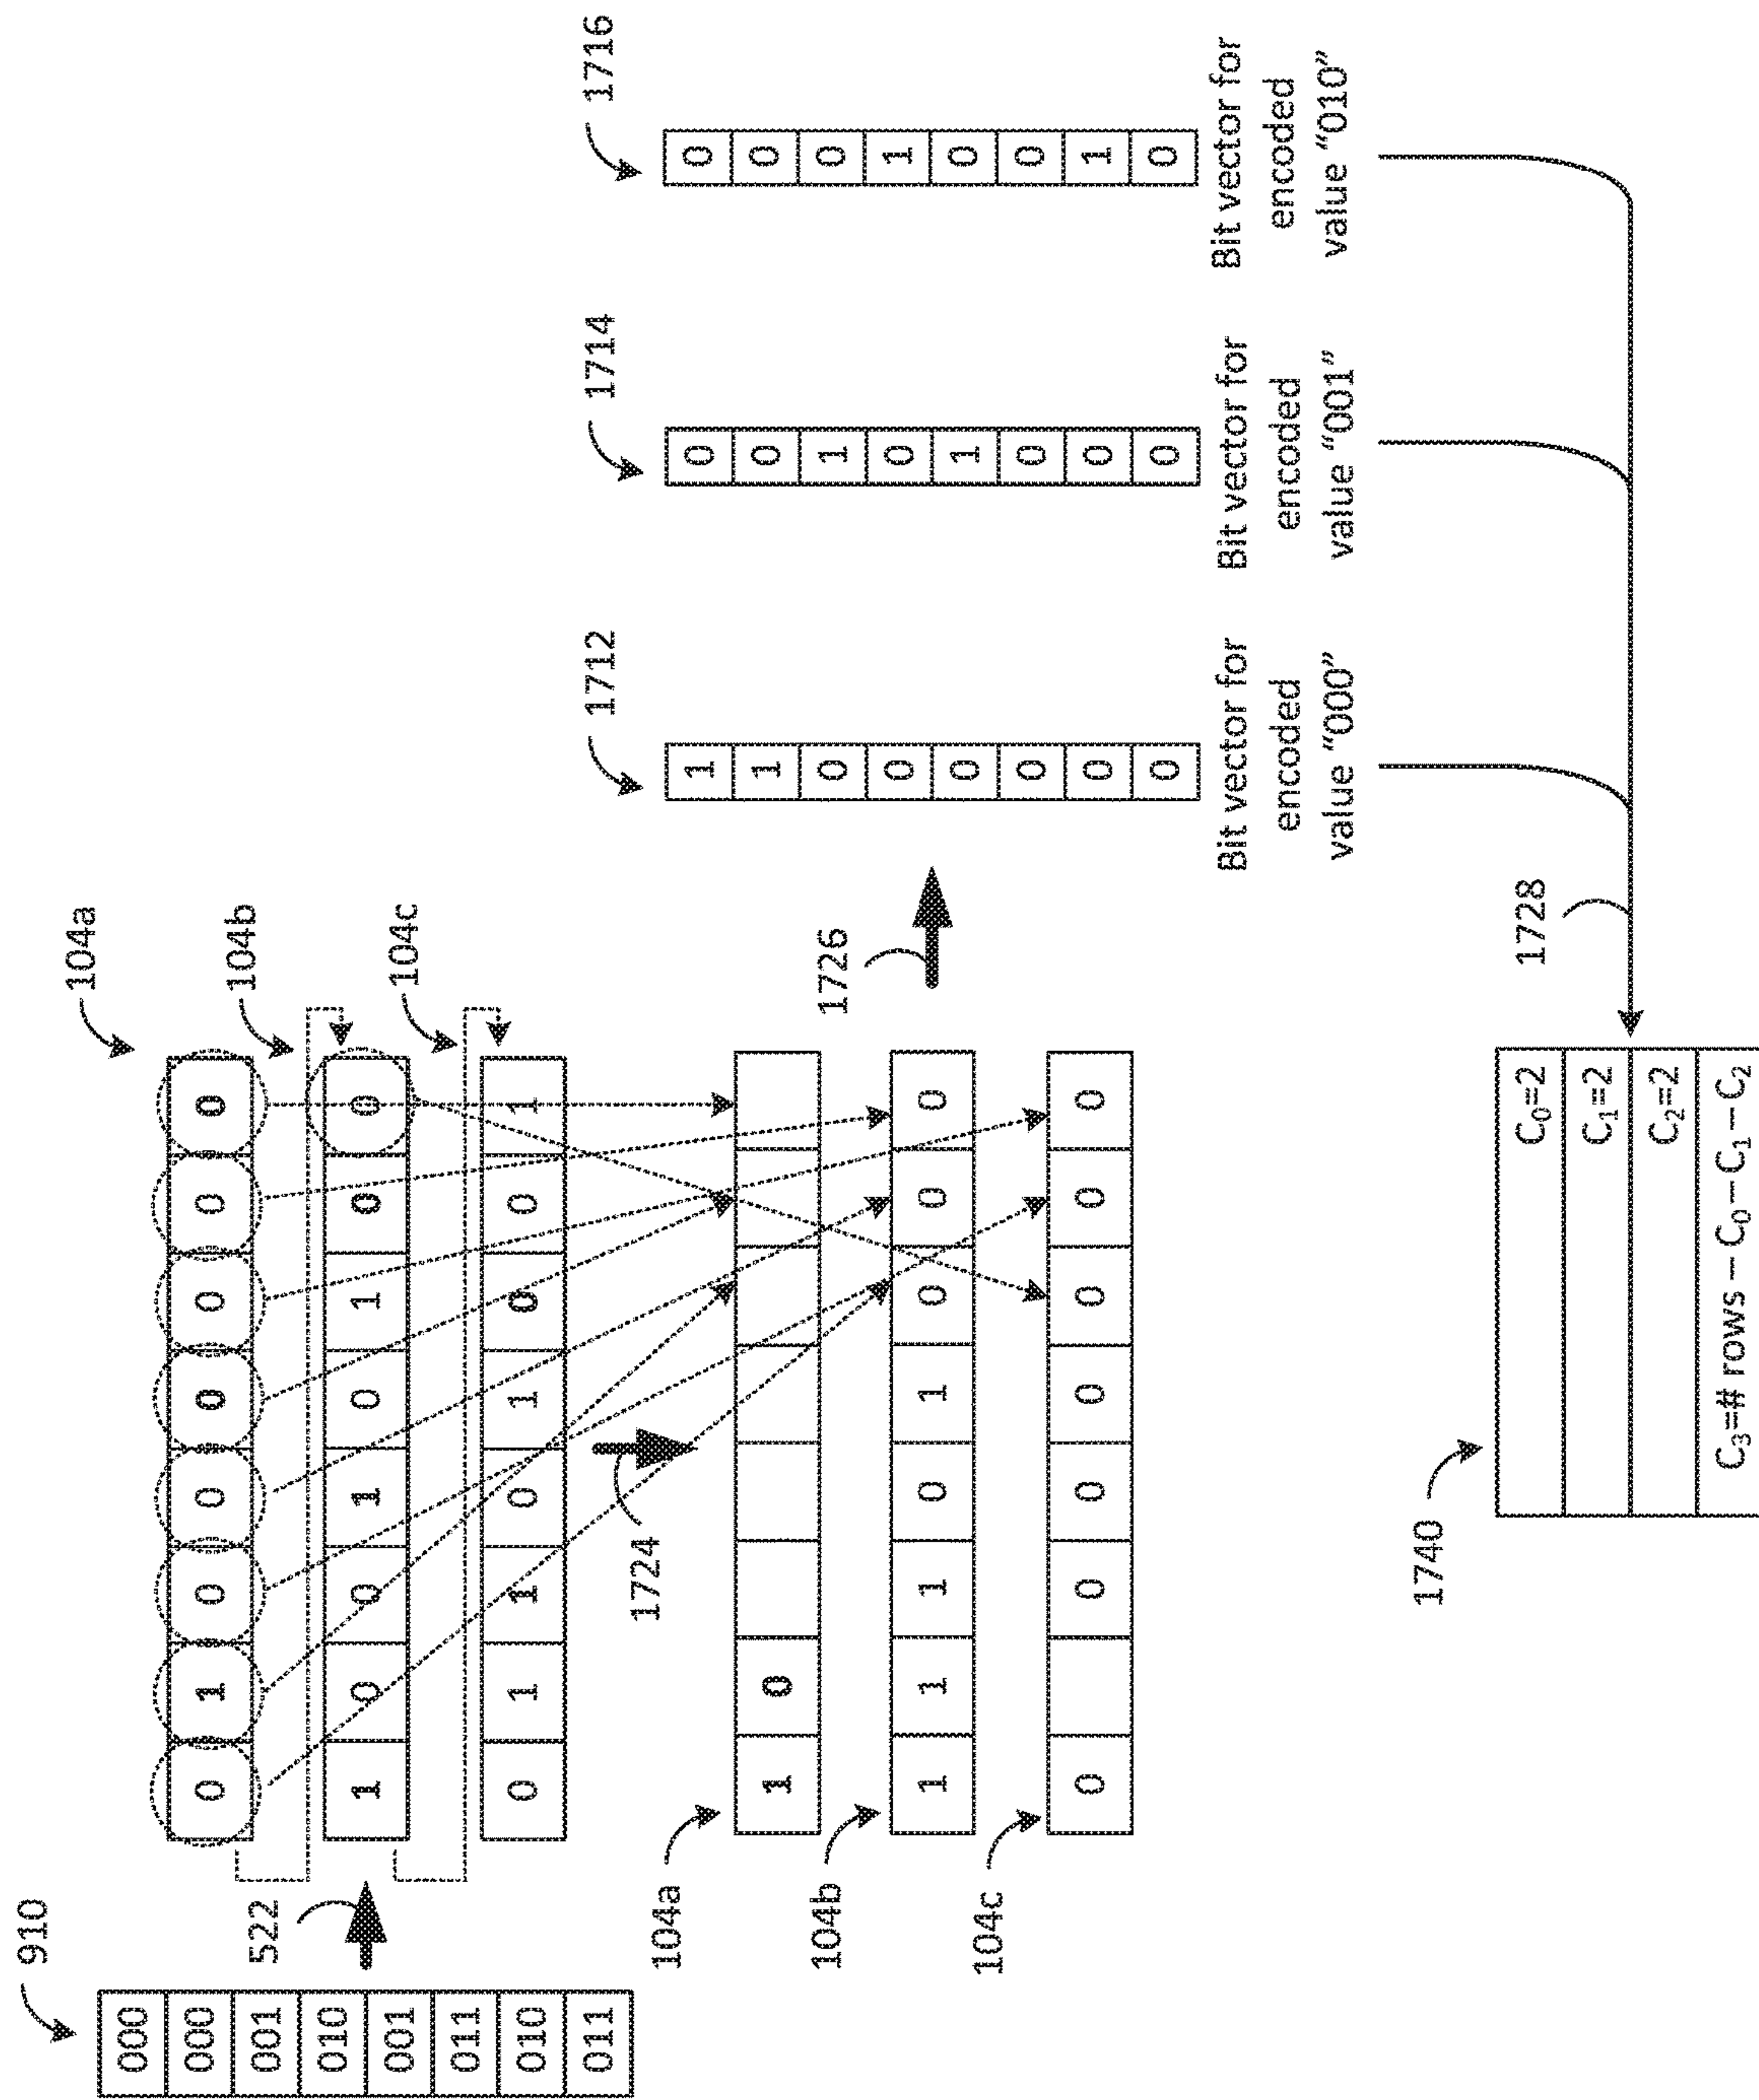 910
000
000
001
010
001
011
010
011
522
104a
0 1 0 0 0 0 0 0
104b
1 0 0 1 0 1 0 0
104c
0 1 1 0 1 0 0 1
1724
104a
1 0
104b
1 1 1 0 1 0 0 0
104c
0 0 0 0 0 0 0
1726
1712
1
1
0
0
0
0
0
0
Bit vector for
encoded
value “000”
1714
0
0
1
0
1
0
0
0
Bit vector for
encoded
value “001”
1716
0
0
0
1
0
0
1
0
Bit vector for
encoded
value “010”
1728
1740
C₀=2
C₁=2
C₂=2
C₃=# rows – C₀ – C₁ – C₂